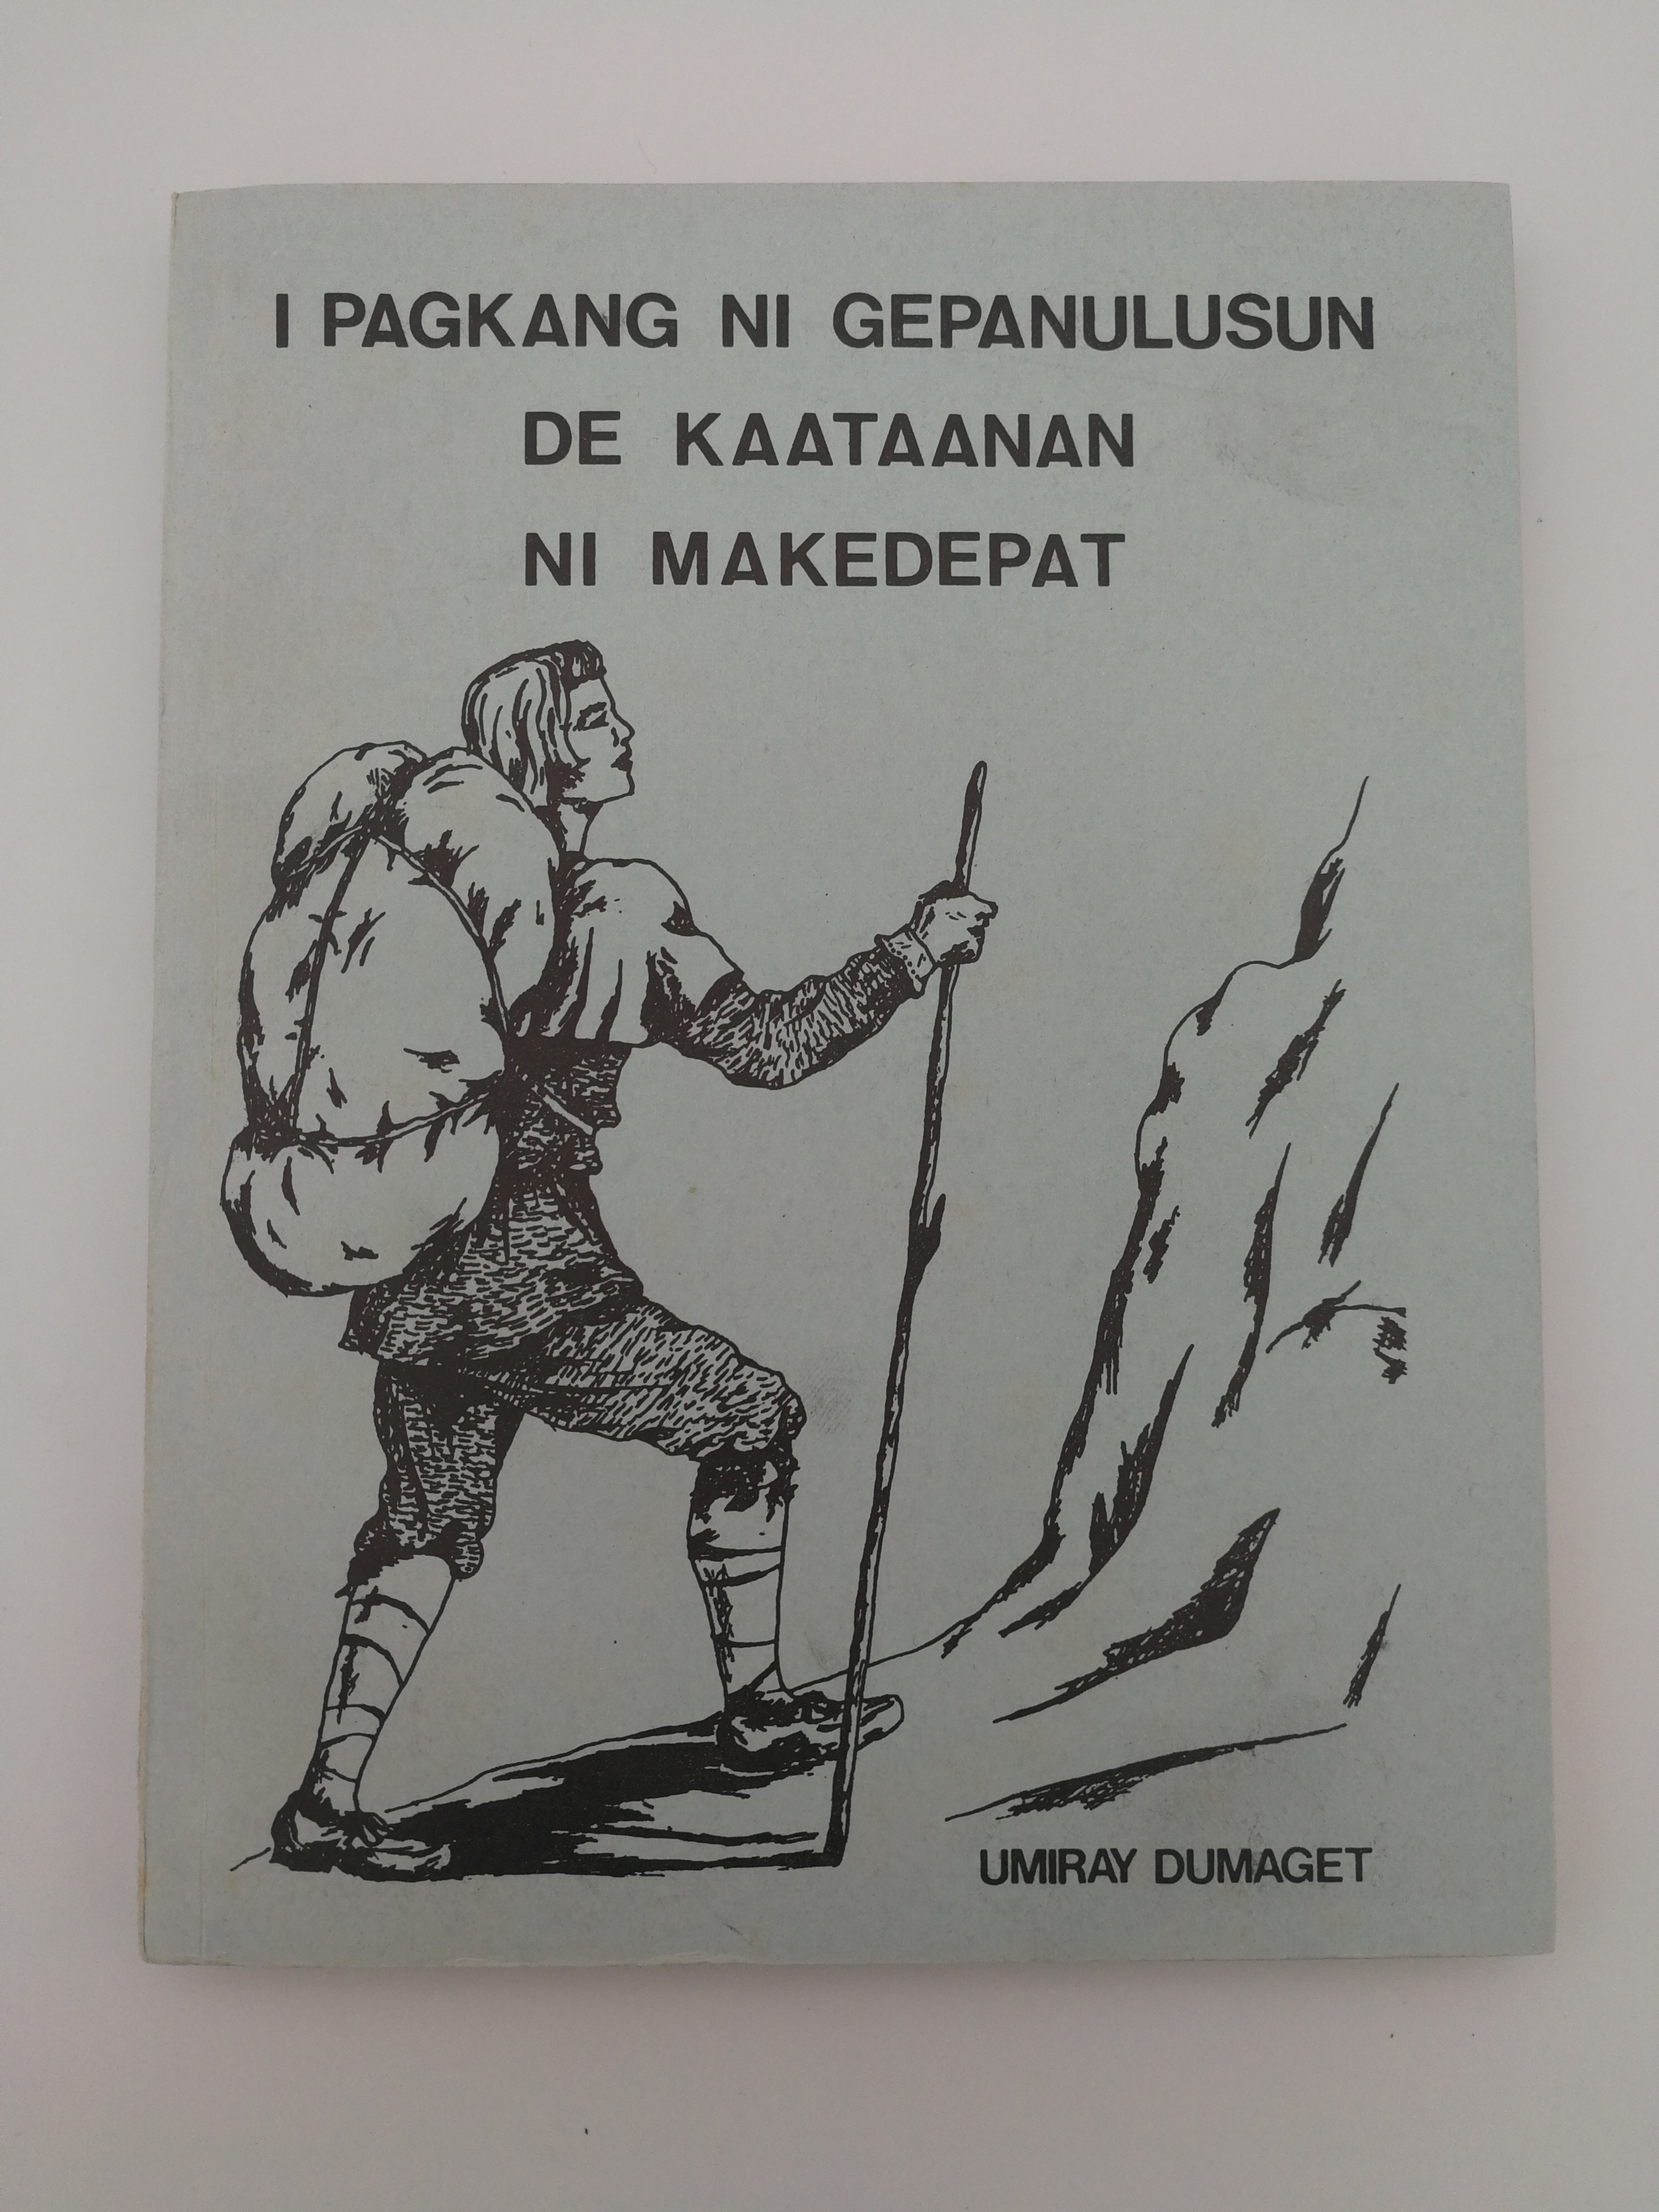 I PAGKANG NI GEPANULUSUN
DE KAATAANAN
NI MAKEDEPAT
UMIRAY DUMAGET